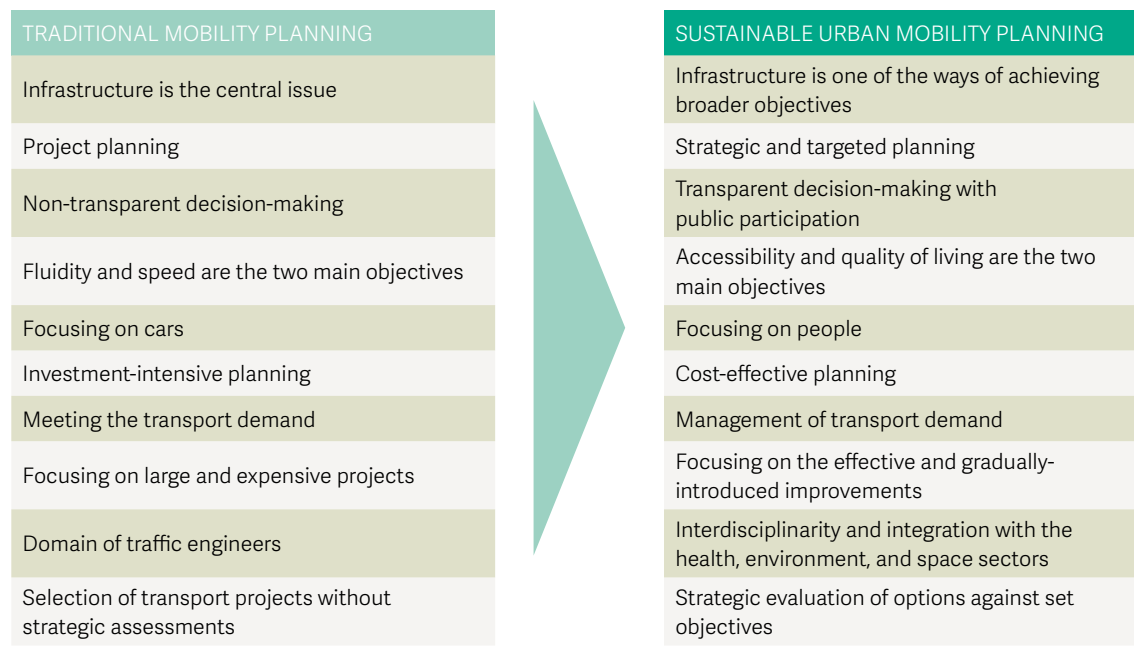 TRADITIONAL MOBILITY PLANNING
Infrastructure is the central issue
Project planning
Non-transparent decision-making
Fluidity and speed are the two main objectives
Focusing on cars
Investment-intensive planning
Meeting the transport demand
Focusing on large and expensive projects
Domain of traffic engineers
Selection of transport projects without
strategic assessments
SUSTAINABLE URBAN MOBILITY PLANNING
Infrastructure is one of the ways of achieving
broader objectives
Strategic and targeted planning
Transparent decision-making with
public participation
Accessibility and quality of living are the two
main objectives
Focusing on people
Cost-effective planning
Management of transport demand
Focusing on the effective and gradually-
introduced improvements
Interdisciplinarity and integration with the
health, environment, and space sectors
Strategic evaluation of options against set
objectives